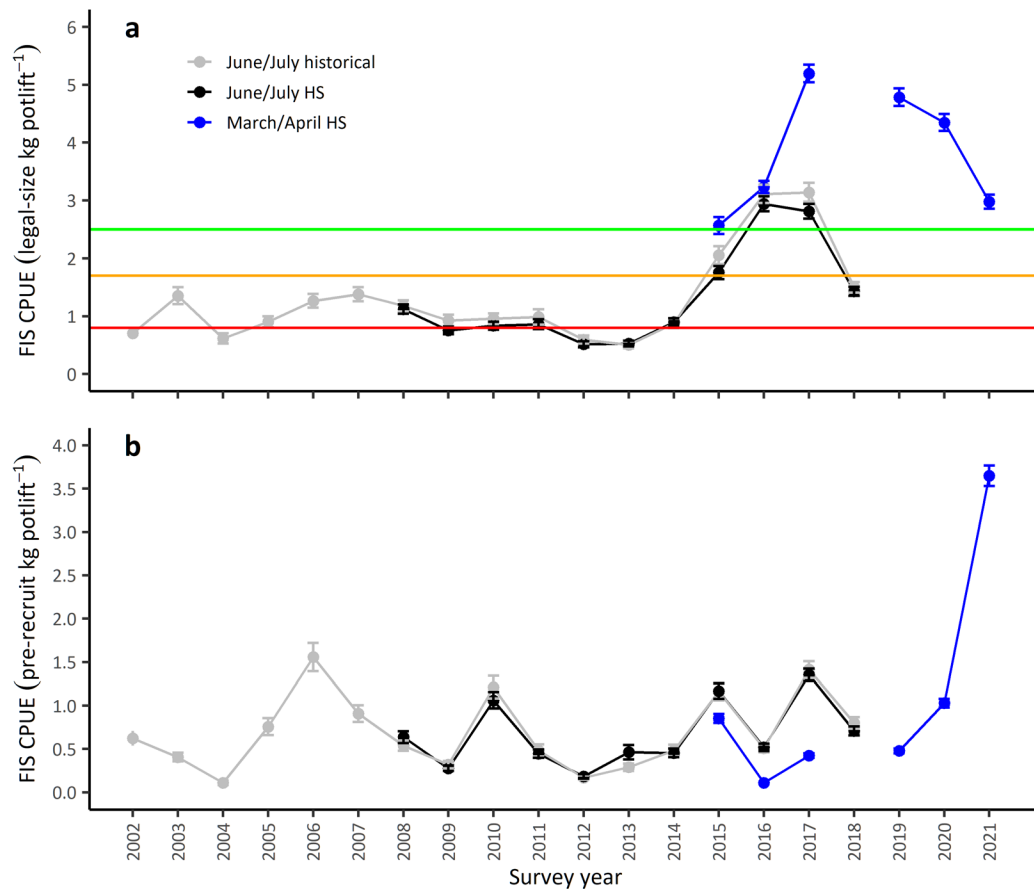 a
FIS CPUE (legal-size kg potlift⁻¹)
6
5
4
3
2
1
0
June/July historical
June/July HS
March/April HS
b
FIS CPUE (pre-recruit kg potlift⁻¹)
4.0
3.5
3.0
2.5
2.0
1.5
1.0
0.5
0.0
2002 2003 2004 2005 2006 2007 2008 2009 2010 2011 2012 2013 2014 2015 2016 2017 2018 2019 2020 2021
Survey year